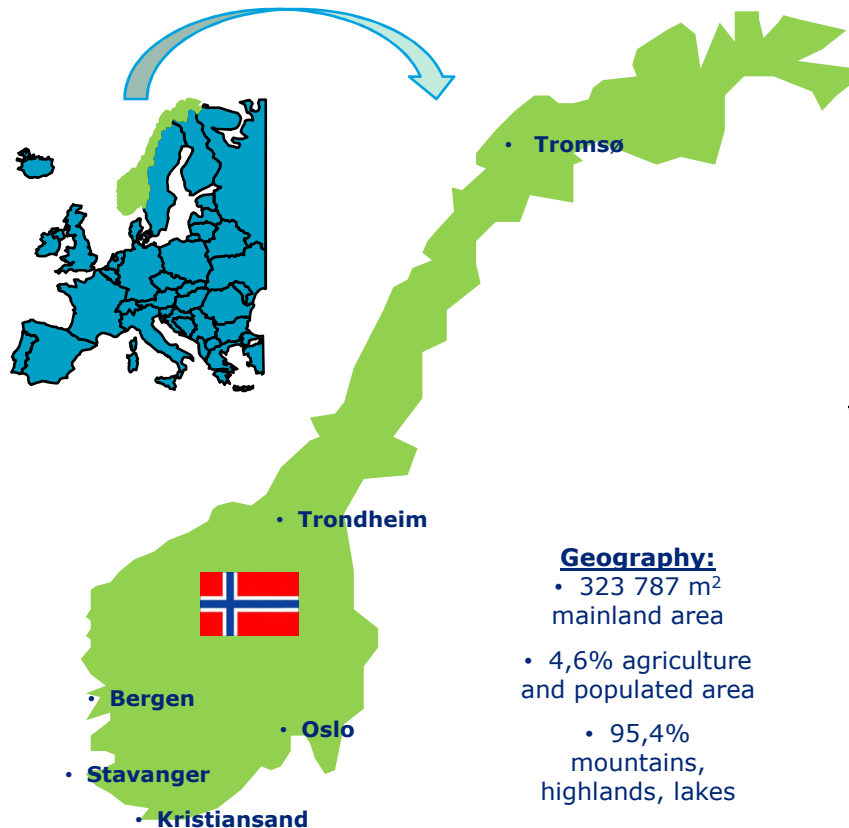 • Tromsø
• Trondheim
Geography:
• 323 787 m²
mainland area
• 4,6% agriculture
and populated area
• Bergen
• Oslo
• 95,4%
mountains,
highlands, lakes
• Stavanger
• Kristiansand